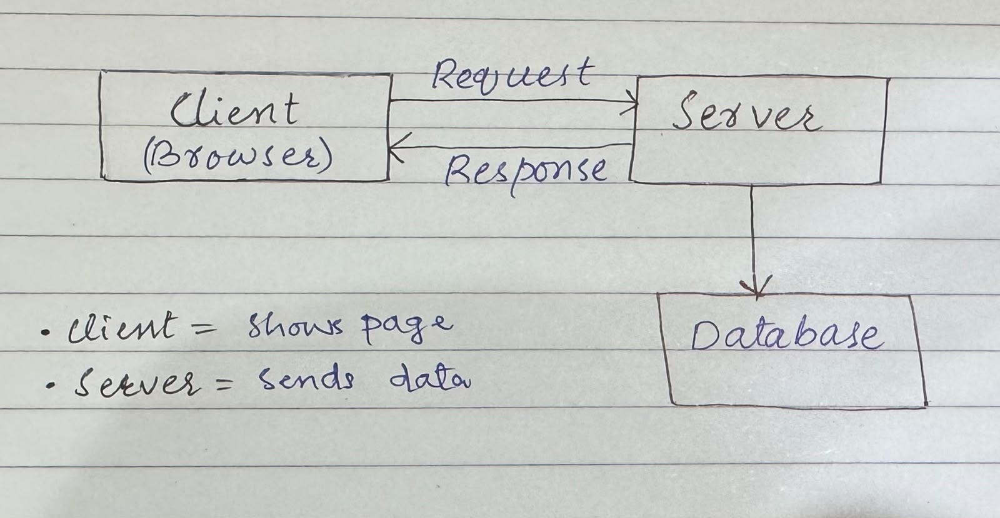 Request
Client
Server
(Browser)
Response
Database
• Client = shows page
• Server = sends data